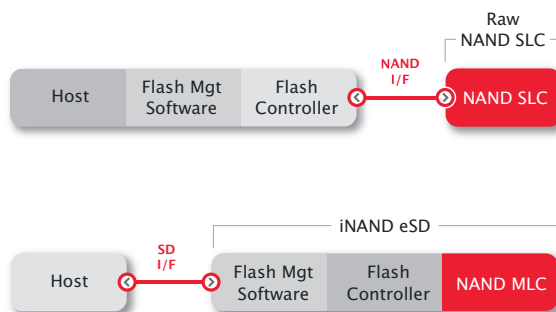 Raw
NAND SLC
Host
Flash Mgt
Software
Flash
Controller
NAND
I/F
NAND SLC
iNAND eSD
Host
SD
I/F
Flash Mgt
Software
Flash
Controller
NAND MLC